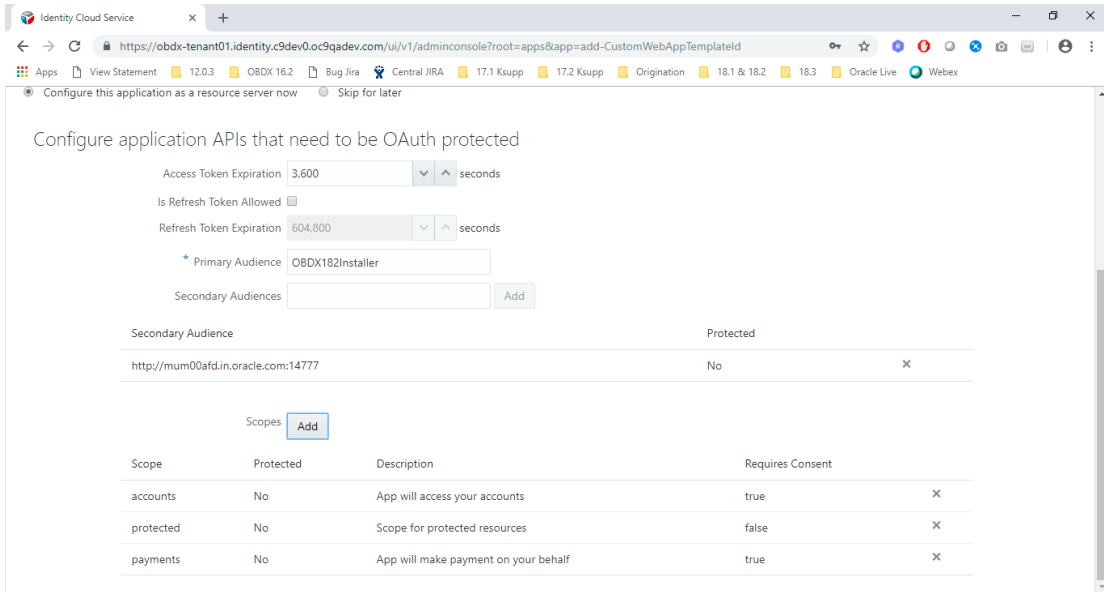 Identity Cloud Service
https://obdx-tenant01.identity.c9dev0.oc9qadev.com/ui/v1/adminconsole?root=apps&app=add-CustomWebAppTemplateId
Apps View Statement 12.0.3 OBDX 16.2 Bug Jira Central JIRA 17.1 Ksupp 17.2 Ksupp Origination 18.1 & 18.2 18.3 Oracle Live Webex
Configure this application as a resource server now Skip for later
Configure application APIs that need to be OAuth protected
Access Token Expiration 3,600 seconds
Is Refresh Token Allowed
Refresh Token Expiration 604,800 seconds
* Primary Audience OBDX182Installer
Secondary Audiences Add
Secondary Audience Protected
http://mum00afd.in.oracle.com:14777 No
Scopes Add
Scope Protected Description Requires Consent
accounts No App will access your accounts true
protected No Scope for protected resources false
payments No App will make payment on your behalf true